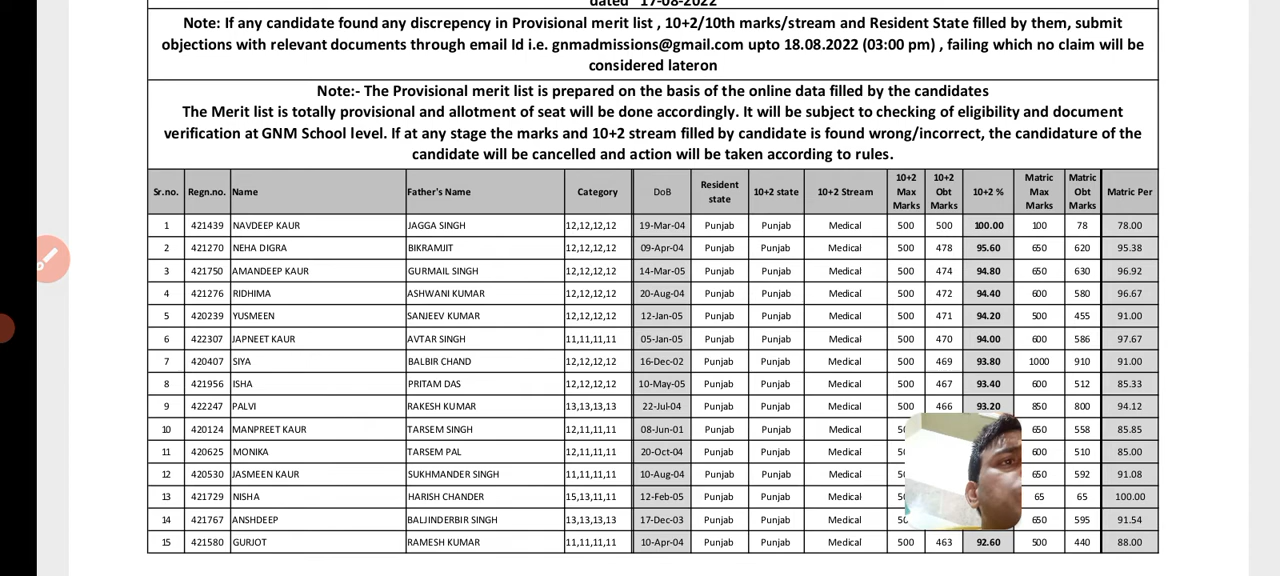 dated 17-08-2022
Note: If any candidate found any discrepency in Provisional merit list , 10+2/10th marks/stream and Resident State filled by them, submit
objections with relevant documents through email Id i.e. gnmadmissions@gmail.com upto 18.08.2022 (03:00 pm) , failing which no claim will be
considered lateron
Note:- The Provisional merit list is prepared on the basis of the online data filled by the candidates
The Merit list is totally provisional and allotment of seat will be done accordingly. It will be subject to checking of eligibility and document
verification at GNM School level. If at any stage the marks and 10+2 stream filled by candidate is found wrong/incorrect, the candidature of the
candidate will be cancelled and action will be taken according to rules.
Sr.no. Regn.no. Name Father's Name Category DoB Resident state 10+2 state 10+2 Stream 10+2 Max Marks 10+2 Obt Marks 10+2 % Matric Max Marks Matric Obt Marks Matric Per
1 421439 NAVDEEP KAUR JAGGA SINGH 12,12,12,12 19-Mar-04 Punjab Punjab Medical 500 500 100.00 100 78 78.00
2 421270 NEHA DIGRA BIKRAMJIT 12,12,12,12 09-Apr-04 Punjab Punjab Medical 500 478 95.60 650 620 95.38
3 421750 AMANDEEP KAUR GURMAIL SINGH 12,12,12,12 14-Mar-05 Punjab Punjab Medical 500 474 94.80 650 630 96.92
4 421276 RIDHIMA ASHWANI KUMAR 12,12,12,12 20-Aug-04 Punjab Punjab Medical 500 472 94.40 600 580 96.67
5 420239 YUSMEEN SANJEEV KUMAR 12,12,12,12 12-Jan-05 Punjab Punjab Medical 500 471 94.20 500 455 91.00
6 422307 JAPNEET KAUR AVTAR SINGH 11,11,11,11 05-Jan-05 Punjab Punjab Medical 500 470 94.00 600 586 97.67
7 420407 SIYA BALBIR CHAND 12,12,12,12 16-Dec-02 Punjab Punjab Medical 500 469 93.80 1000 910 91.00
8 421956 ISHA PRITAM DAS 12,12,12,12 10-May-05 Punjab Punjab Medical 500 467 93.40 600 512 85.33
9 422247 PALVI RAKESH KUMAR 13,13,13,13 22-Jul-04 Punjab Punjab Medical 500 466 93.20 850 800 94.12
10 420124 MANPREET KAUR TARSEM SINGH 12,11,11,11 08-Jun-01 Punjab Punjab Medical 650 558 85.85
11 420625 MONIKA TARSEM PAL 12,11,11,11 20-Oct-04 Punjab Punjab Medical 600 510 85.00
12 420530 JASMEEN KAUR SUKHMANDER SINGH 11,11,11,11 10-Aug-04 Punjab Punjab Medical 650 592 91.08
13 421729 NISHA HARISH CHANDER 15,13,11,11 12-Feb-05 Punjab Punjab Medical 65 65 100.00
14 421767 ANSHDEEP BALJINDERBIR SINGH 13,13,13,13 17-Dec-03 Punjab Punjab Medical 650 595 91.54
15 421580 GURJOT RAMESH KUMAR 11,11,11,11 10-Apr-04 Punjab Punjab Medical 500 463 92.60 500 440 88.00